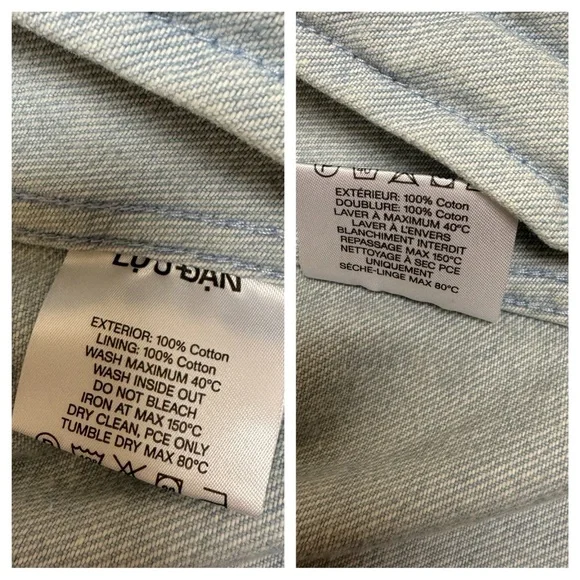 LỰU ĐẠN
EXTERIOR: 100% Cotton
LINING: 100% Cotton
WASH MAXIMUM 40°C
WASH INSIDE OUT
DO NOT BLEACH
IRON AT MAX 150°C
DRY CLEAN, PCE ONLY
TUMBLE DRY MAX 80°C
EXTÉRIEUR: 100% Coton
DOUBLURE: 100% Coton
LAVER À MAXIMUM 40°C
LAVER À L'ENVERS
BLANCHIMENT INTERDIT
REPASSAGE MAX 150°C
NETTOYAGE À SEC PCE
UNIQUEMENT
SÈCHE-LINGE MAX 80°C